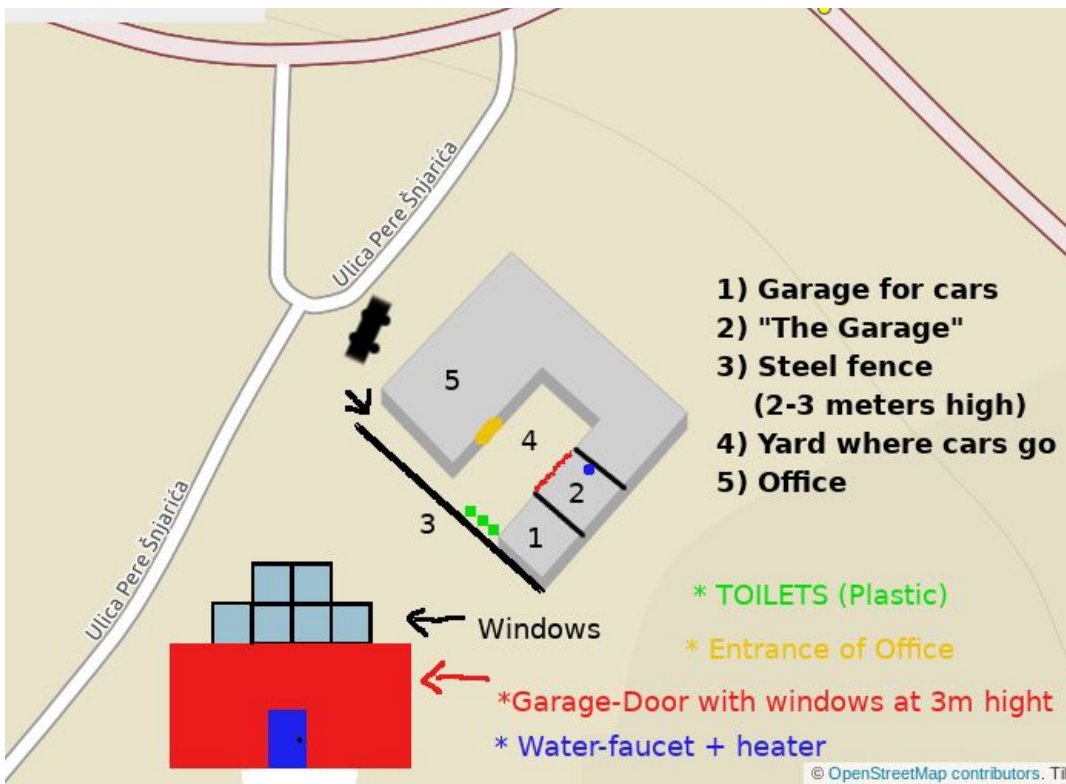 Ulica Pere Šnjarića
Ulica Pere Šnjarića
1) Garage for cars
2) "The Garage"
3) Steel fence
(2-3 meters high)
4) Yard where cars go
5) Office
5
4
2
3
1
* TOILETS (Plastic)
Windows
* Entrance of Office
*Garage-Door with windows at 3m hight
* Water-faucet + heater
© OpenStreetMap contributors. Til